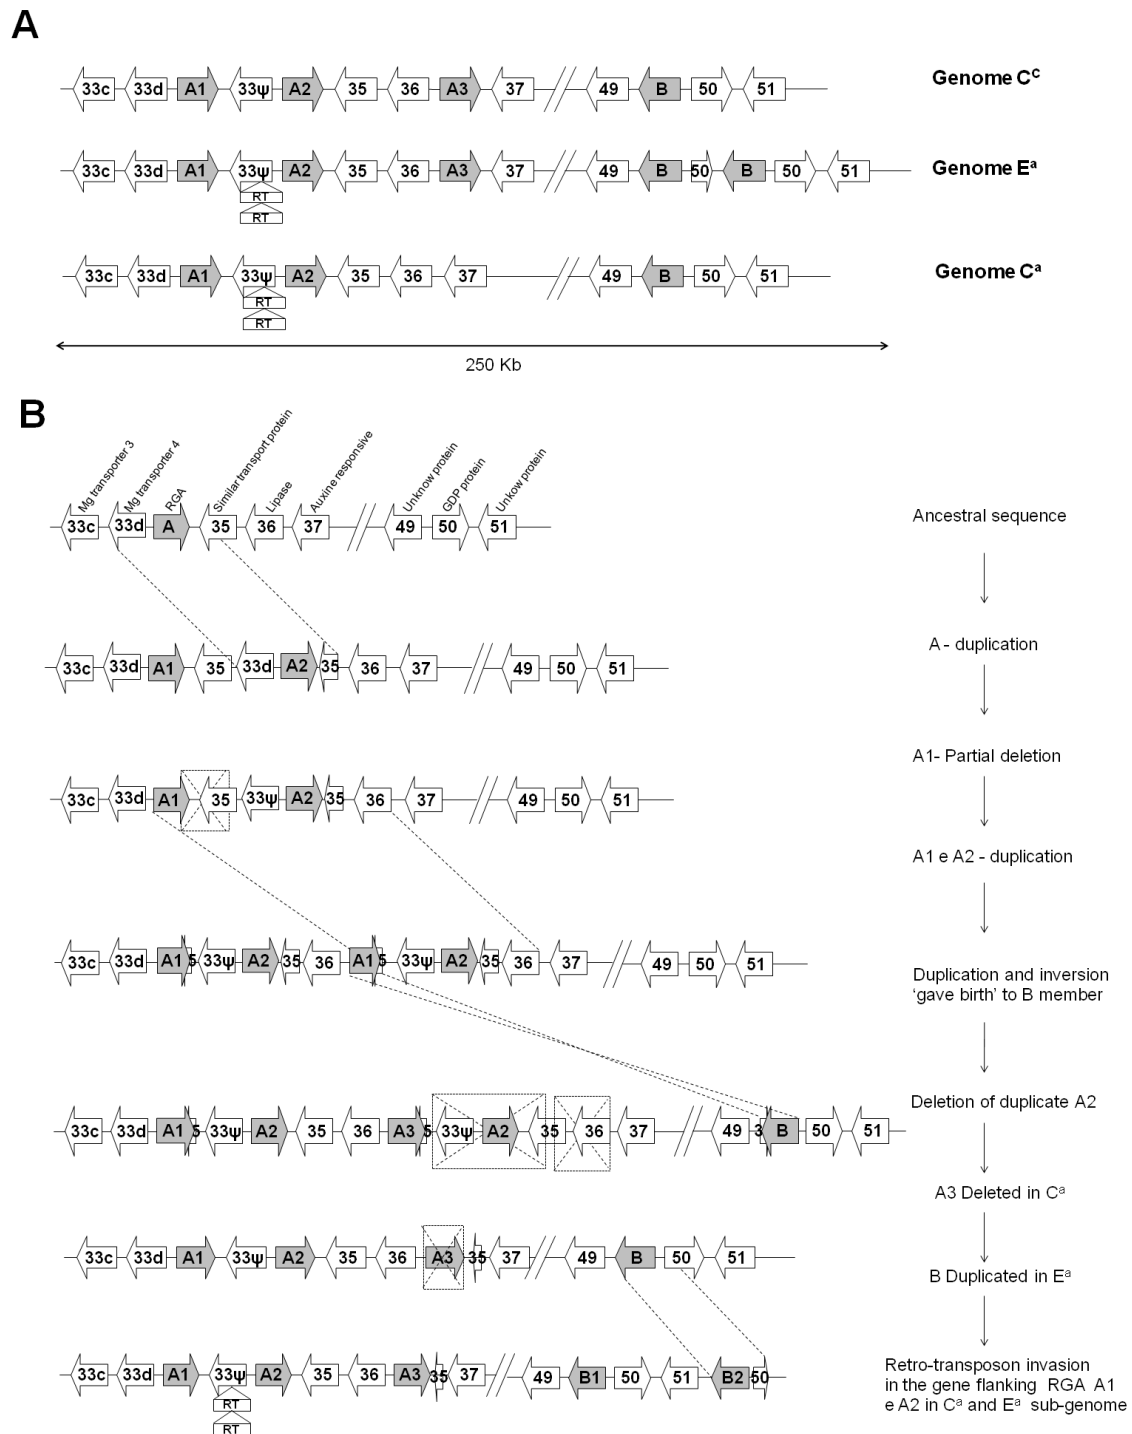 A
33c 33d A1 33ψ A2 35 36 A3 37 49 B 50 51 Genome Cᶜ
33c 33d A1 33ψ A2 35 36 A3 37 49 B 50 B 50 51 Genome Eᵃ
RT
RT
33c 33d A1 33ψ A2 35 36 37 49 B 50 51 Genome Cᵃ
RT
RT
250 Kb
B
Mg transporter 3
Mg transporter 4
RGA
Similar transport protein
Lipase
Auxine responsive
Unknow protein
GDP protein
Unkow protein
33c 33d A 35 36 37 49 50 51
Ancestral sequence
33c 33d A1 35 33d A2 35 36 37 49 50 51
A - duplication
A1- Partial deletion
33c 33d A1 35 33ψ A2 35 36 37 49 50 51
A1 e A2 - duplication
33c 33d A1 5 33ψ A2 35 36 A1 5 33ψ A2 35 36 37 49 50 51
Duplication and inversion
‘gave birth’ to B member
Deletion of duplicate A2
33c 33d A1 5 33ψ A2 35 36 A3 5 33ψ A2 35 36 37 49 3 B 50 51
A3 Deleted in Cᵃ
33c 33d A1 33ψ A2 35 36 A3 35 37 49 B 50 51
B Duplicated in Eᵃ
33c 33d A1 33ψ A2 35 36 A3 35 37 49 B1 50 51 B2 50
RT
RT
Retro-transposon invasion
in the gene flanking RGA A1
e A2 in Cᵃ and Eᵃ sub-genome